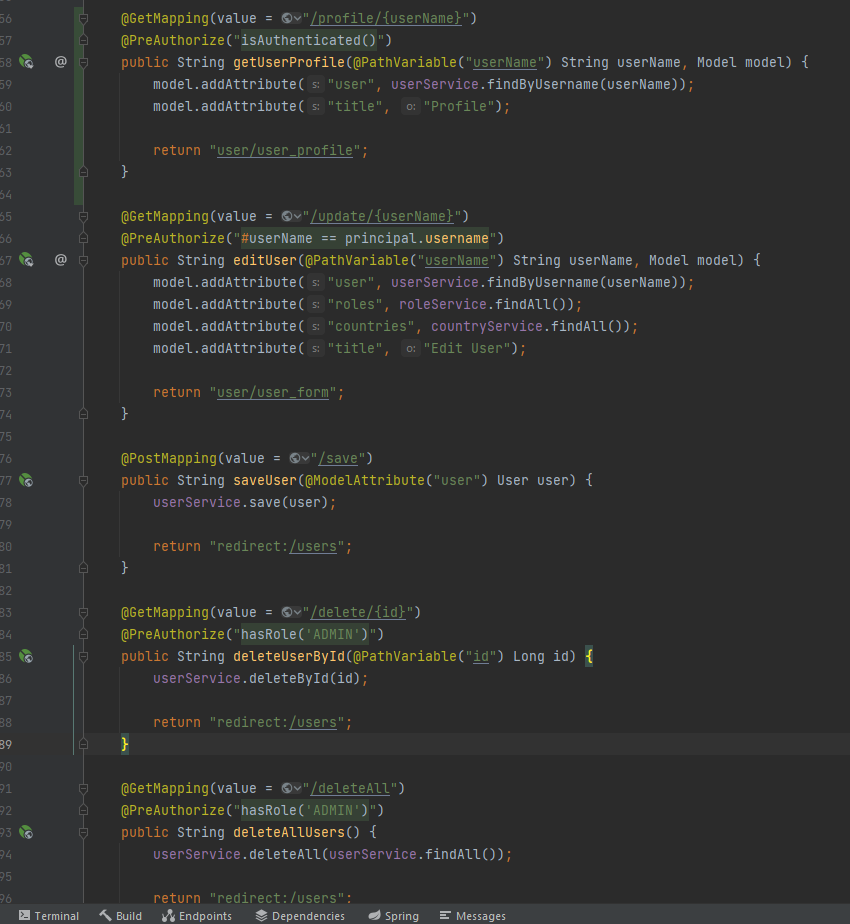 56 @GetMapping(value = "/profile/{userName}")
57 @PreAuthorize("isAuthenticated()")
58 @ public String getUserProfile(@PathVariable("userName") String userName, Model model) {
59 model.addAttribute( s: "user", userService.findByUsername(userName));
60 model.addAttribute( s: "title", o: "Profile");
61
62 return "user/user_profile";
63 }
64
65 @GetMapping(value = "/update/{userName}")
66 @PreAuthorize("#userName == principal.username")
67 @ public String editUser(@PathVariable("userName") String userName, Model model) {
68 model.addAttribute( s: "user", userService.findByUsername(userName));
69 model.addAttribute( s: "roles", roleService.findAll());
70 model.addAttribute( s: "countries", countryService.findAll());
71 model.addAttribute( s: "title", o: "Edit User");
72
73 return "user/user_form";
74 }
75
76 @PostMapping(value = "/save")
77 public String saveUser(@ModelAttribute("user") User user) {
78 userService.save(user);
79
80 return "redirect:/users";
81 }
82
83 @GetMapping(value = "/delete/{id}")
84 @PreAuthorize("hasRole('ADMIN')")
85 public String deleteUserById(@PathVariable("id") Long id) {
86 userService.deleteById(id);
87
88 return "redirect:/users";
89 }
90
91 @GetMapping(value = "/deleteAll")
92 @PreAuthorize("hasRole('ADMIN')")
93 public String deleteAllUsers() {
94 userService.deleteAll(userService.findAll());
95
96 return "redirect:/users";
Terminal Build Endpoints Dependencies Spring Messages